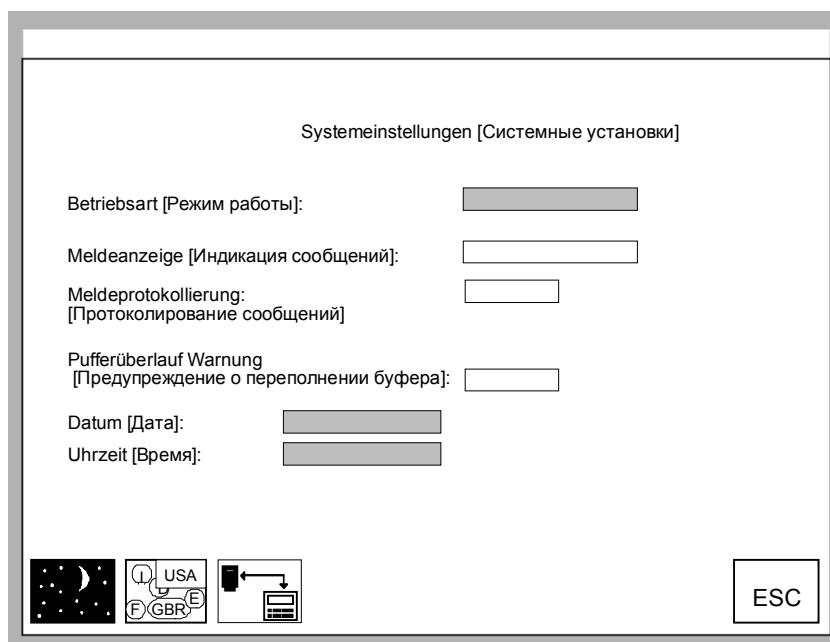 Systemeinstellungen [Системные установки]
Betriebsart [Режим работы]:
Meldeanzeige [Индикация сообщений]:
Meldeprotokollierung:
[Протоколирование сообщений]
Pufferüberlauf Warnung
[Предупреждение о переполнении буфера]:
Datum [Дата]:
Uhrzeit [Время]:
I USA
D
E
F GBR
ESC